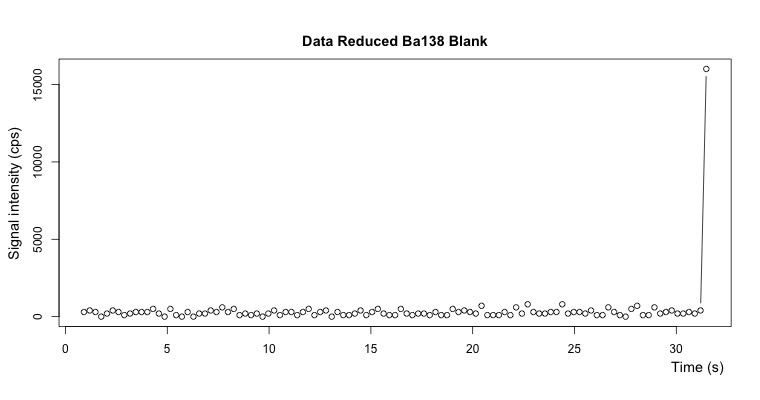 Data Reduced Ba138 Blank
Signal intensity (cps)
15000
10000
5000
0
0 5 10 15 20 25 30
Time (s)